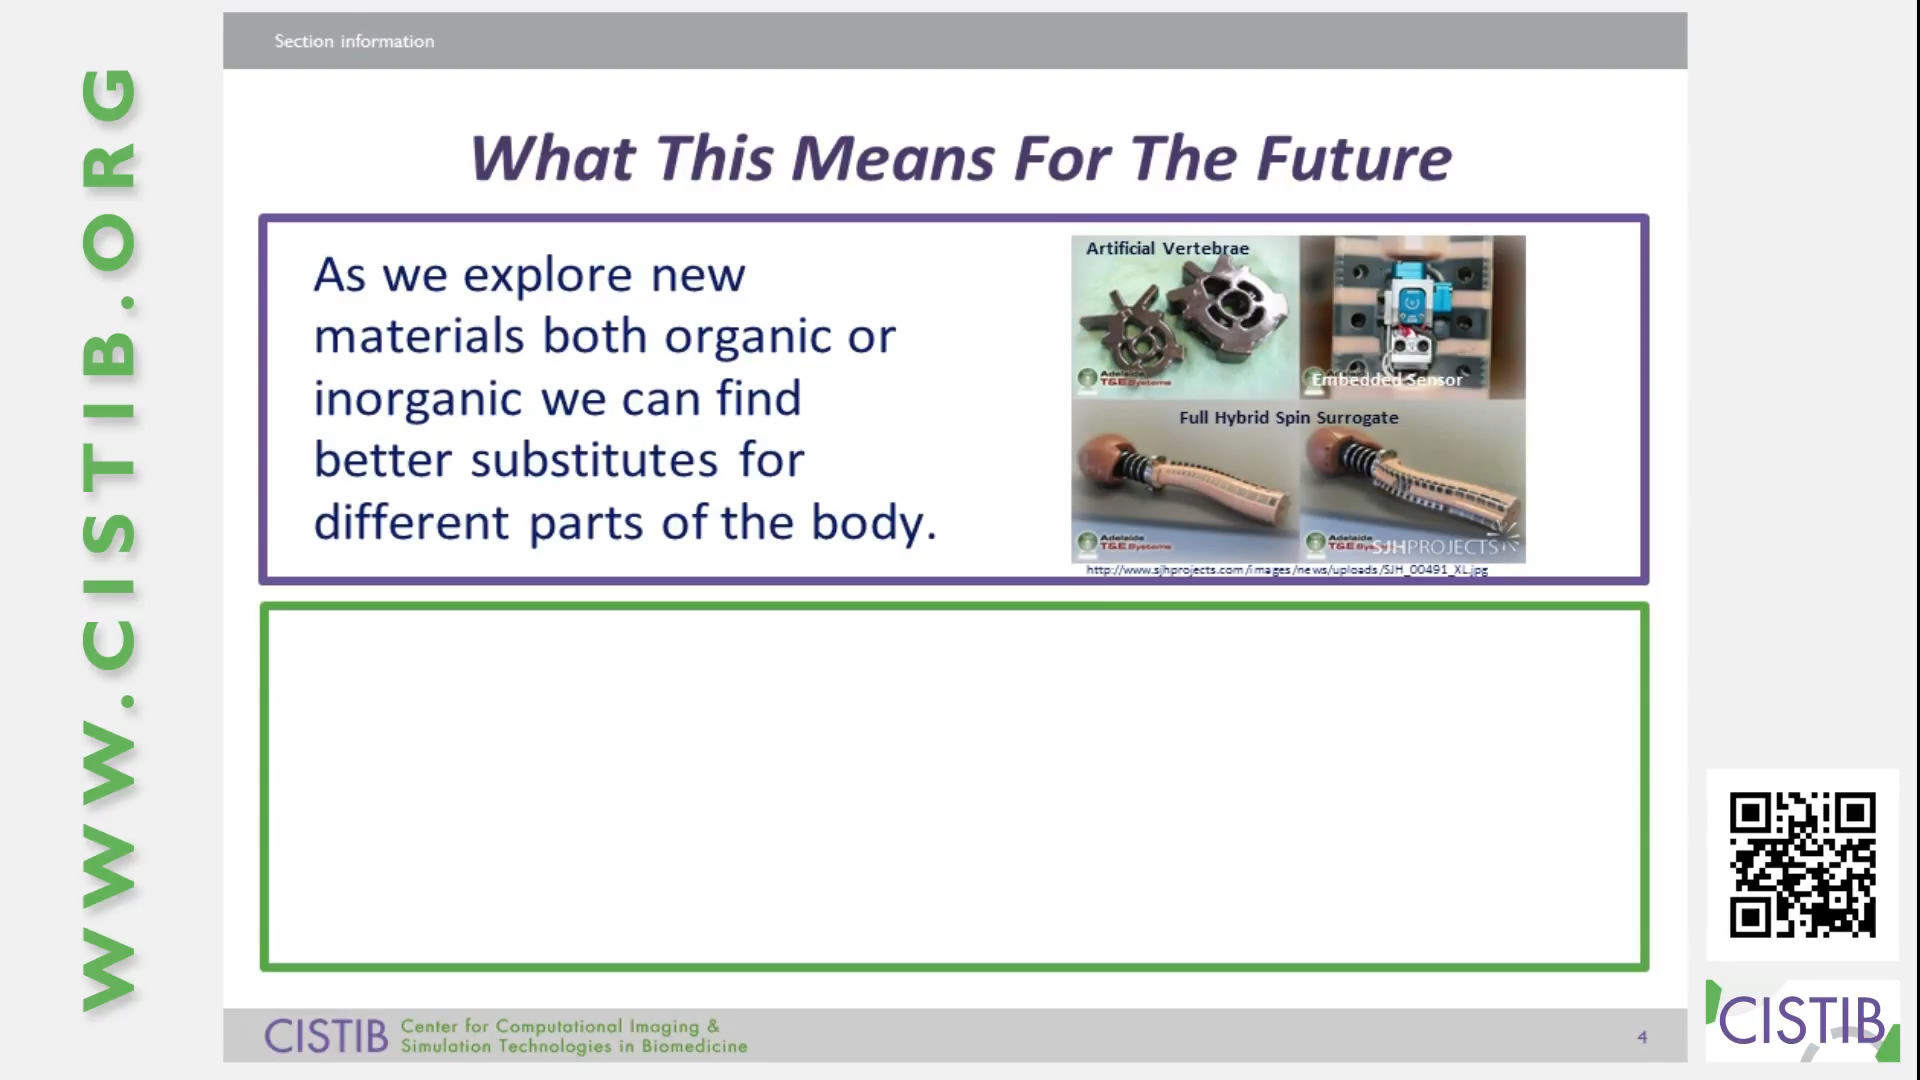 WWW.CISTIB.ORG
Section information
What This Means For The Future
As we explore new
materials both organic or
inorganic we can find
better substitutes for
different parts of the body.
Artificial Vertebrae
Adelaide
T&E Systems
Embedded Sensor
Full Hybrid Spin Surrogate
Adelaide
T&E Systems
Adelaide
T&E Sys
SJHPROJECTS
http://www.sjhprojects.com/images/news/uploads/SJH_00491_XL.jpg
CISTIB
Center for Computational Imaging &
Simulation Technologies in Biomedicine
4
CISTIB